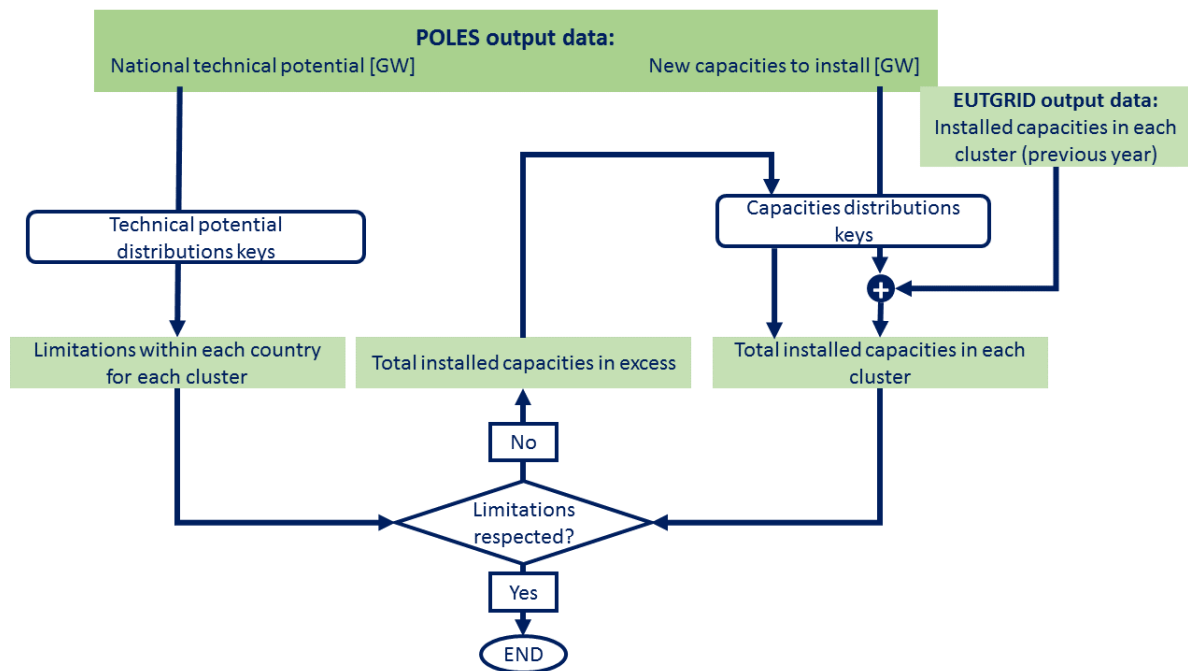 POLES output data:
National technical potential [GW]
New capacities to install [GW]
EUTGRID output data:
Installed capacities in each
cluster (previous year)
Technical potential
distributions keys
Capacities distributions
keys
+
Limitations within each country
for each cluster
Total installed capacities in excess
Total installed capacities in each
cluster
No
Limitations
respected?
Yes
END